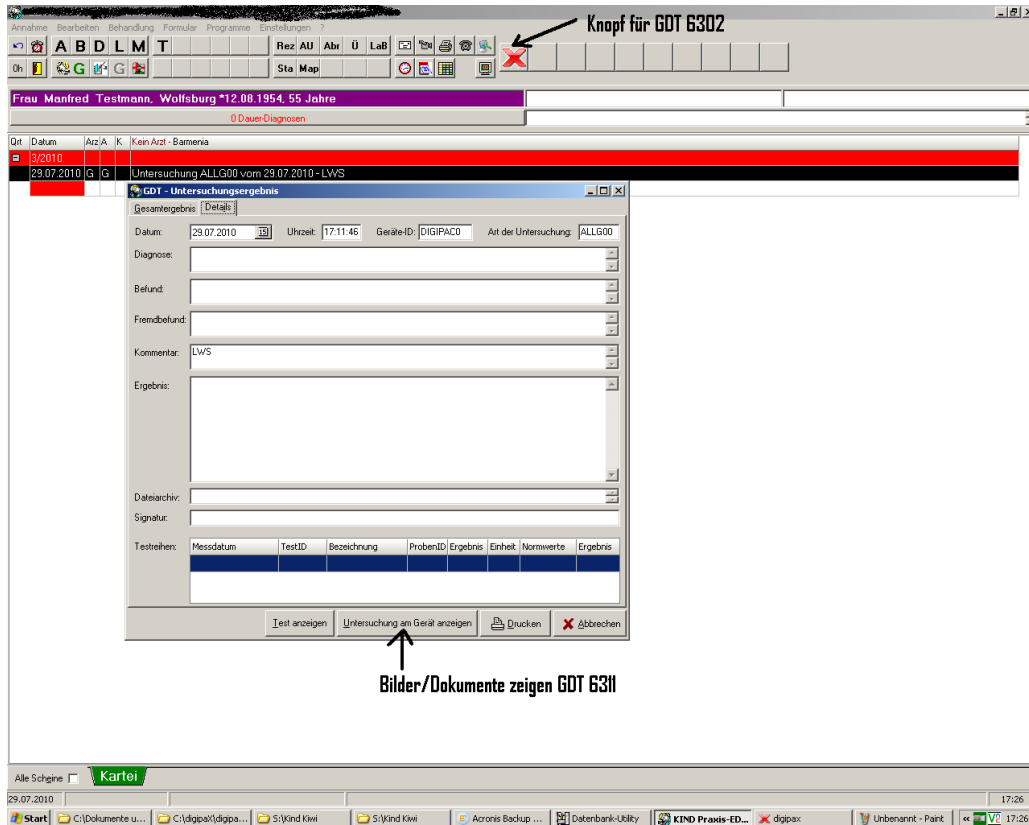 Knopf für GDT 6302
Annahme Bearbeiten Behandlung Formular Programme Einstellungen ?
A B D L M T Rez AU Abr Ü LaB
0h G G Sta Map
Frau Manfred Testmann, Wolfsburg *12.08.1954, 55 Jahre
0 Dauer-Diagnosen
Qrt Datum Arz A K Kein Arzt - Barmenia
3/2010
29.07.2010 G G Untersuchung ALLG00 vom 29.07.2010 - LWS
GDT - Untersuchungsergebnis
Gesamtergebnis Details
Datum: 29.07.2010 15 Uhrzeit: 17:11:46 Geräte-ID: DIGIPAC0 Art der Untersuchung: ALLG00
Diagnose:
Befund:
Fremdbefund:
Kommentar: LWS
Ergebnis:
Dateiarchiv:
Signatur:
Testreihen: Messdatum TestID Bezeichnung ProbenID Ergebnis Einheit Normwerte Ergebnis
Test anzeigen Untersuchung am Gerät anzeigen Drucken Abbrechen
Bilder/Dokumente zeigen GDT 6311
Alle Scheine Kartei
29.07.2010 17:26
Start C:\Dokumente u... C:\digipaX\digipa... S:\Kind Kiwi S:\Kind Kiwi Acronis Backup ... Datenbank-Utility KIND Praxis-ED... digipax Unbenannt - Paint « 17:26